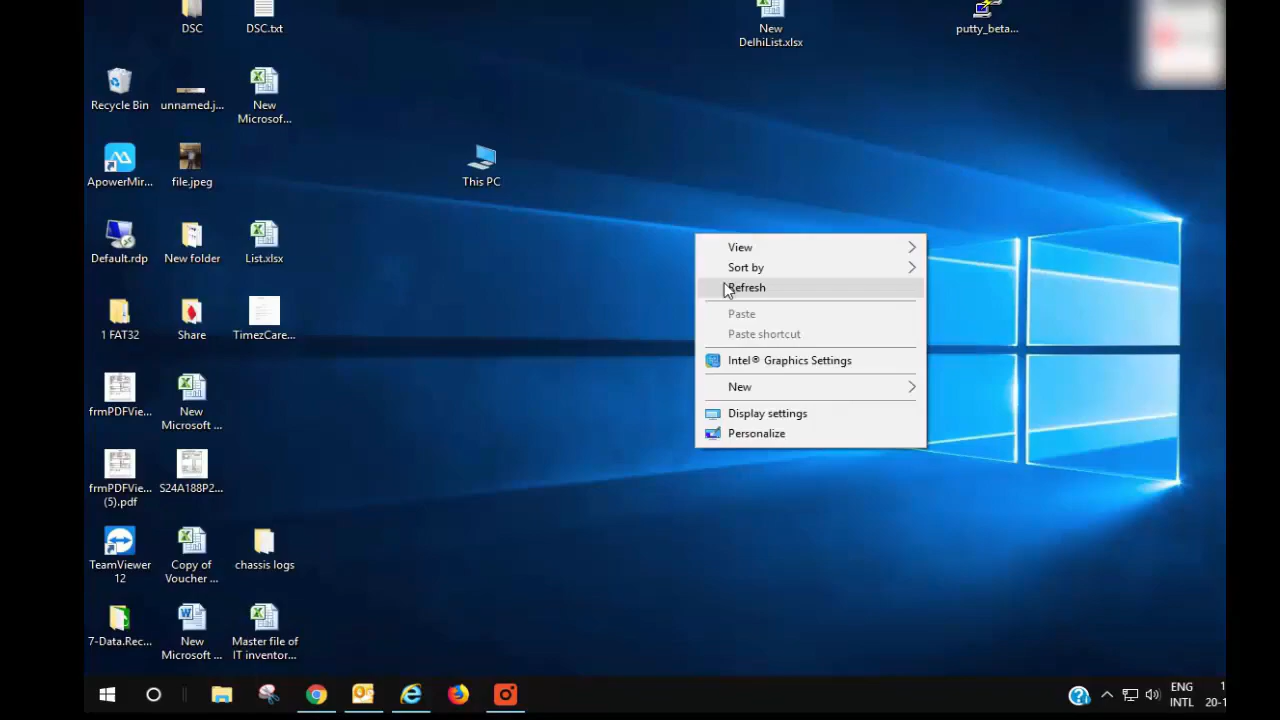 DSC
DSC.txt
New
DelhiList.xlsx
putty_beta...
Recycle Bin
unnamed.j...
New
Microsof...
ApowerMir...
file.jpeg
This PC
Default.rdp
New folder
List.xlsx
View
Sort by
Refresh
Paste
Paste shortcut
Intel® Graphics Settings
New
Display settings
Personalize
1 FAT32
Share
TimezCare...
frmPDFVie...
New
Microsoft ...
frmPDFVie...
(5).pdf
S24A188P2...
TeamViewer
12
Copy of
Voucher ...
chassis logs
7-Data.Rec...
New
Microsoft ...
Master file of
IT inventor...
ENG
INTL
1
20-1